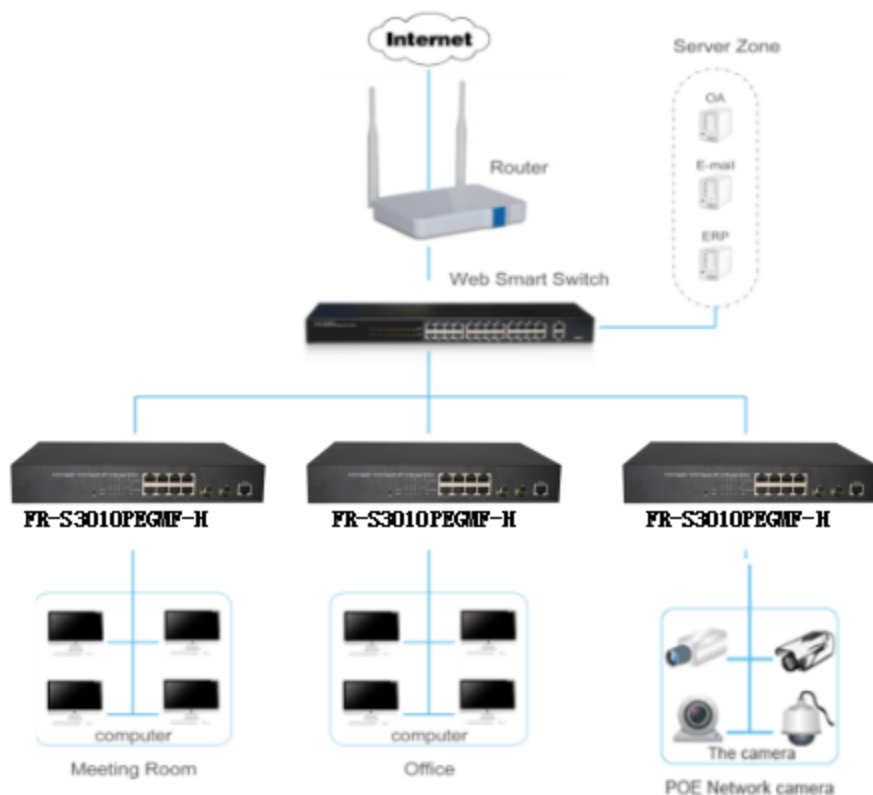 Internet
Server Zone
OA
E-mail
ERP
Router
Web Smart Switch
FR-S3010PEGMF-H
FR-S3010PEGMF-H
FR-S3010PEGMF-H
computer
computer
The camera
Meeting Room
Office
POE Network camera